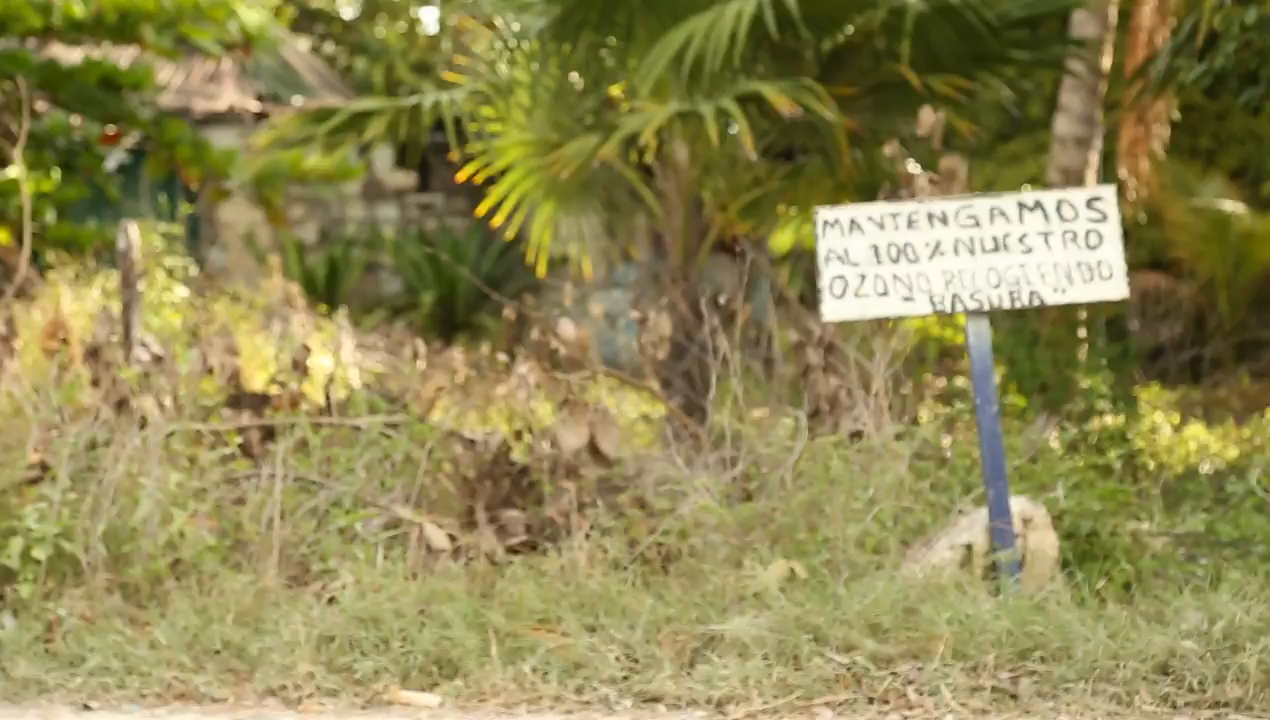 MANTENGAMOS
AL 100% NUESTRO
OZONO RECOGIENDO
"BASURA"